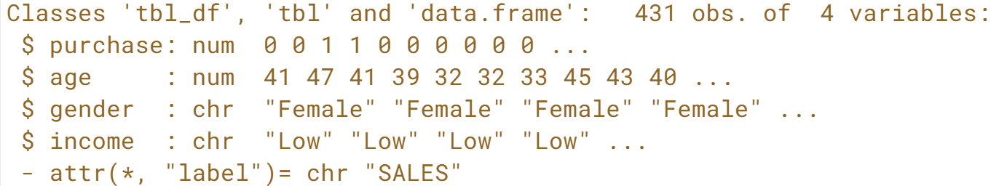 Classes 'tbl_df', 'tbl' and 'data.frame':   431 obs. of  4 variables:
 $ purchase: num  0 0 1 1 0 0 0 0 0 0 ...
 $ age     : num  41 47 41 39 32 32 33 45 43 40 ...
 $ gender  : chr  "Female" "Female" "Female" "Female" ...
 $ income  : chr  "Low" "Low" "Low" "Low" ...
 - attr(*, "label")= chr "SALES"